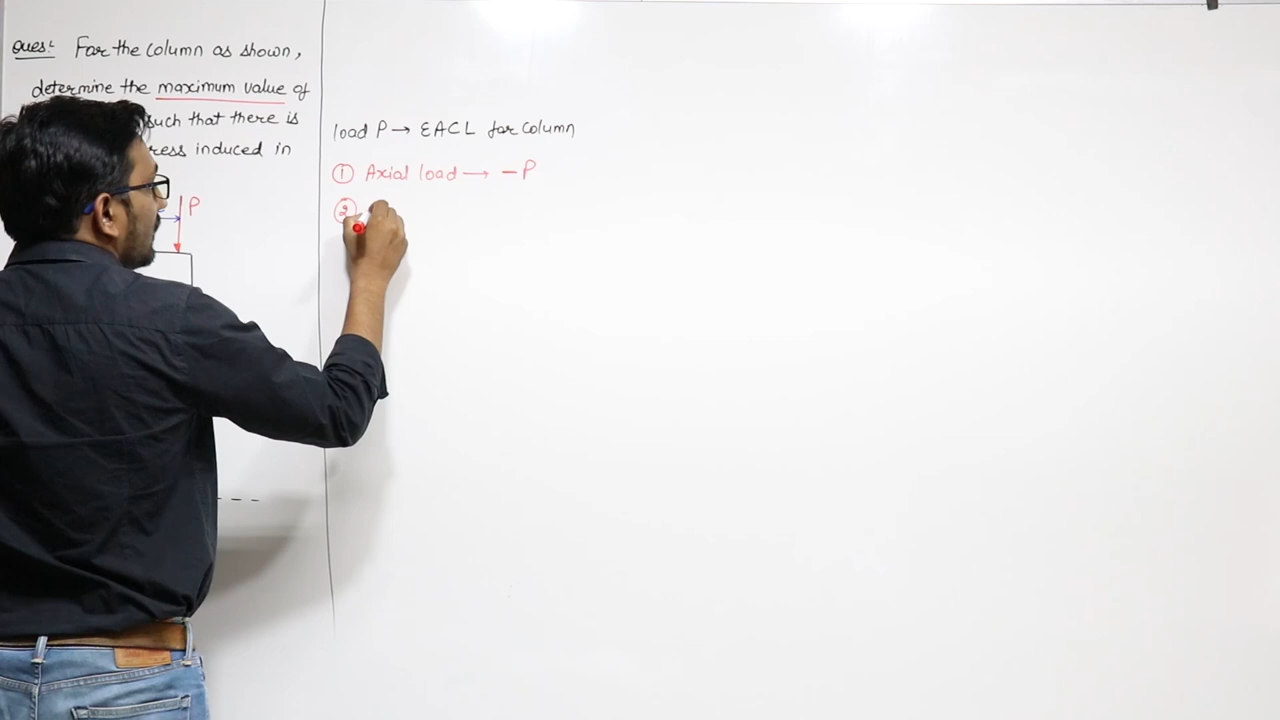 Ques:- For the column as shown,
determine the maximum value of
such that there is
ress induced in
P
load P → EACL for column
① Axial load → -P
②